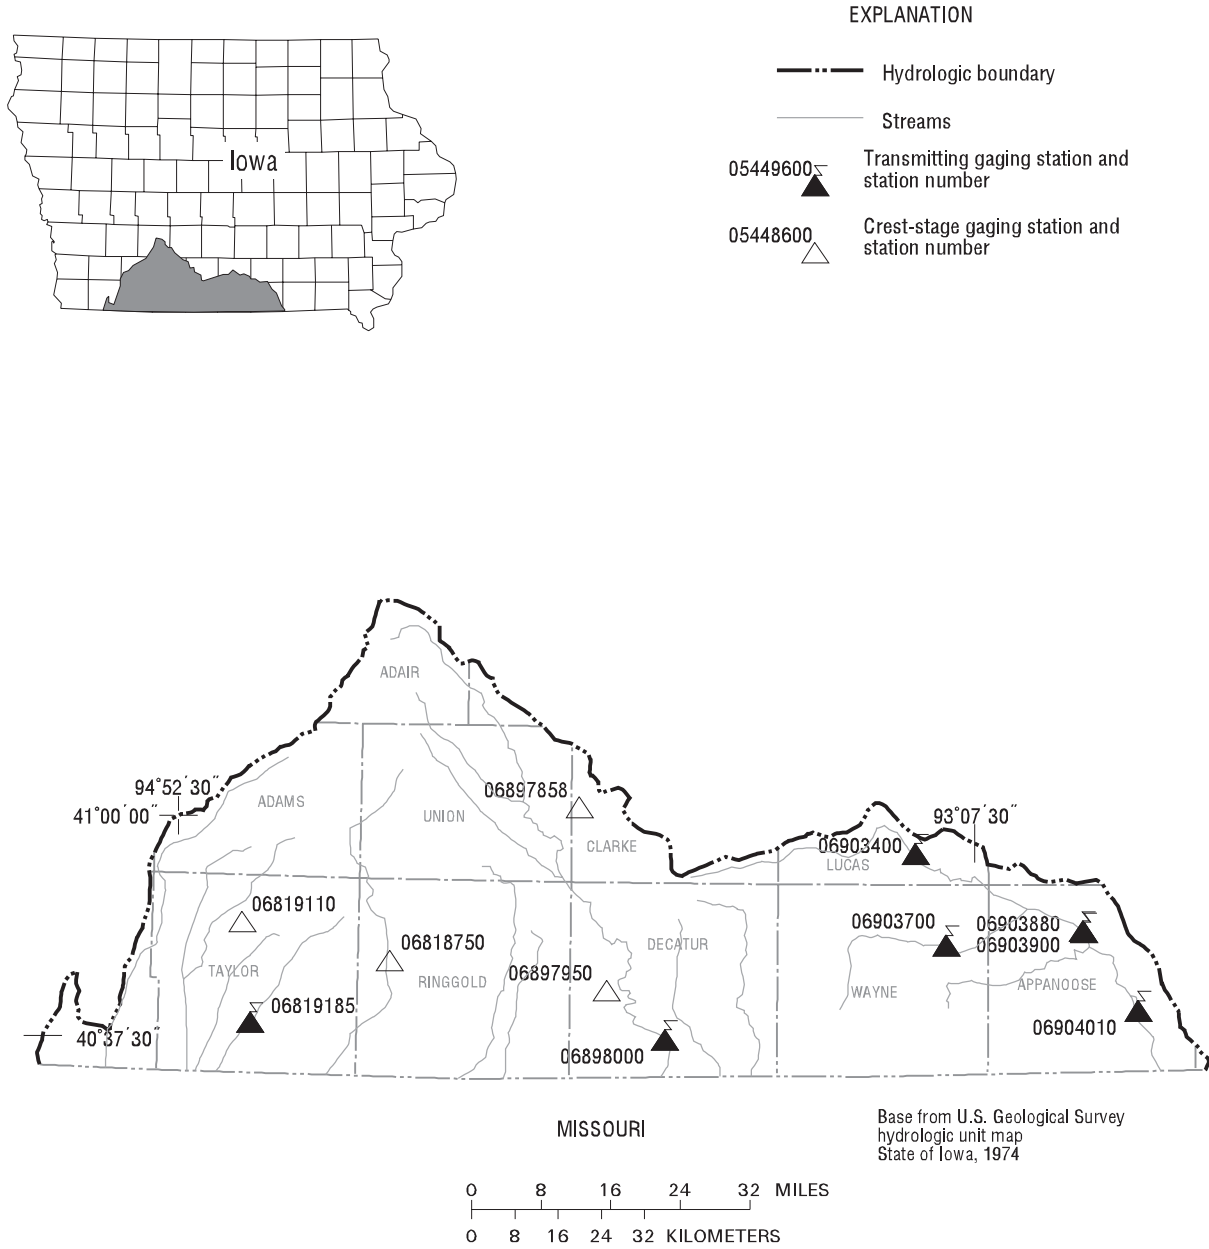 EXPLANATION
Hydrologic boundary
Streams
05449600
Transmitting gaging station and
station number
05448600
Crest-stage gaging station and
station number
Iowa
ADAIR
94°52'30"
41°00'00"
ADAMS
UNION
06897858
CLARKE
93°07'30"
06903400
LUCAS
06819110
06818750
TAYLOR
RINGGOLD
06897950
DECATUR
06903700
06903880
06903900
WAYNE
APPANOOSE
06819185
40°37'30"
06898000
06904010
MISSOURI
Base from U.S. Geological Survey
hydrologic unit map
State of Iowa, 1974
0 8 16 24 32 MILES
0 8 16 24 32 KILOMETERS